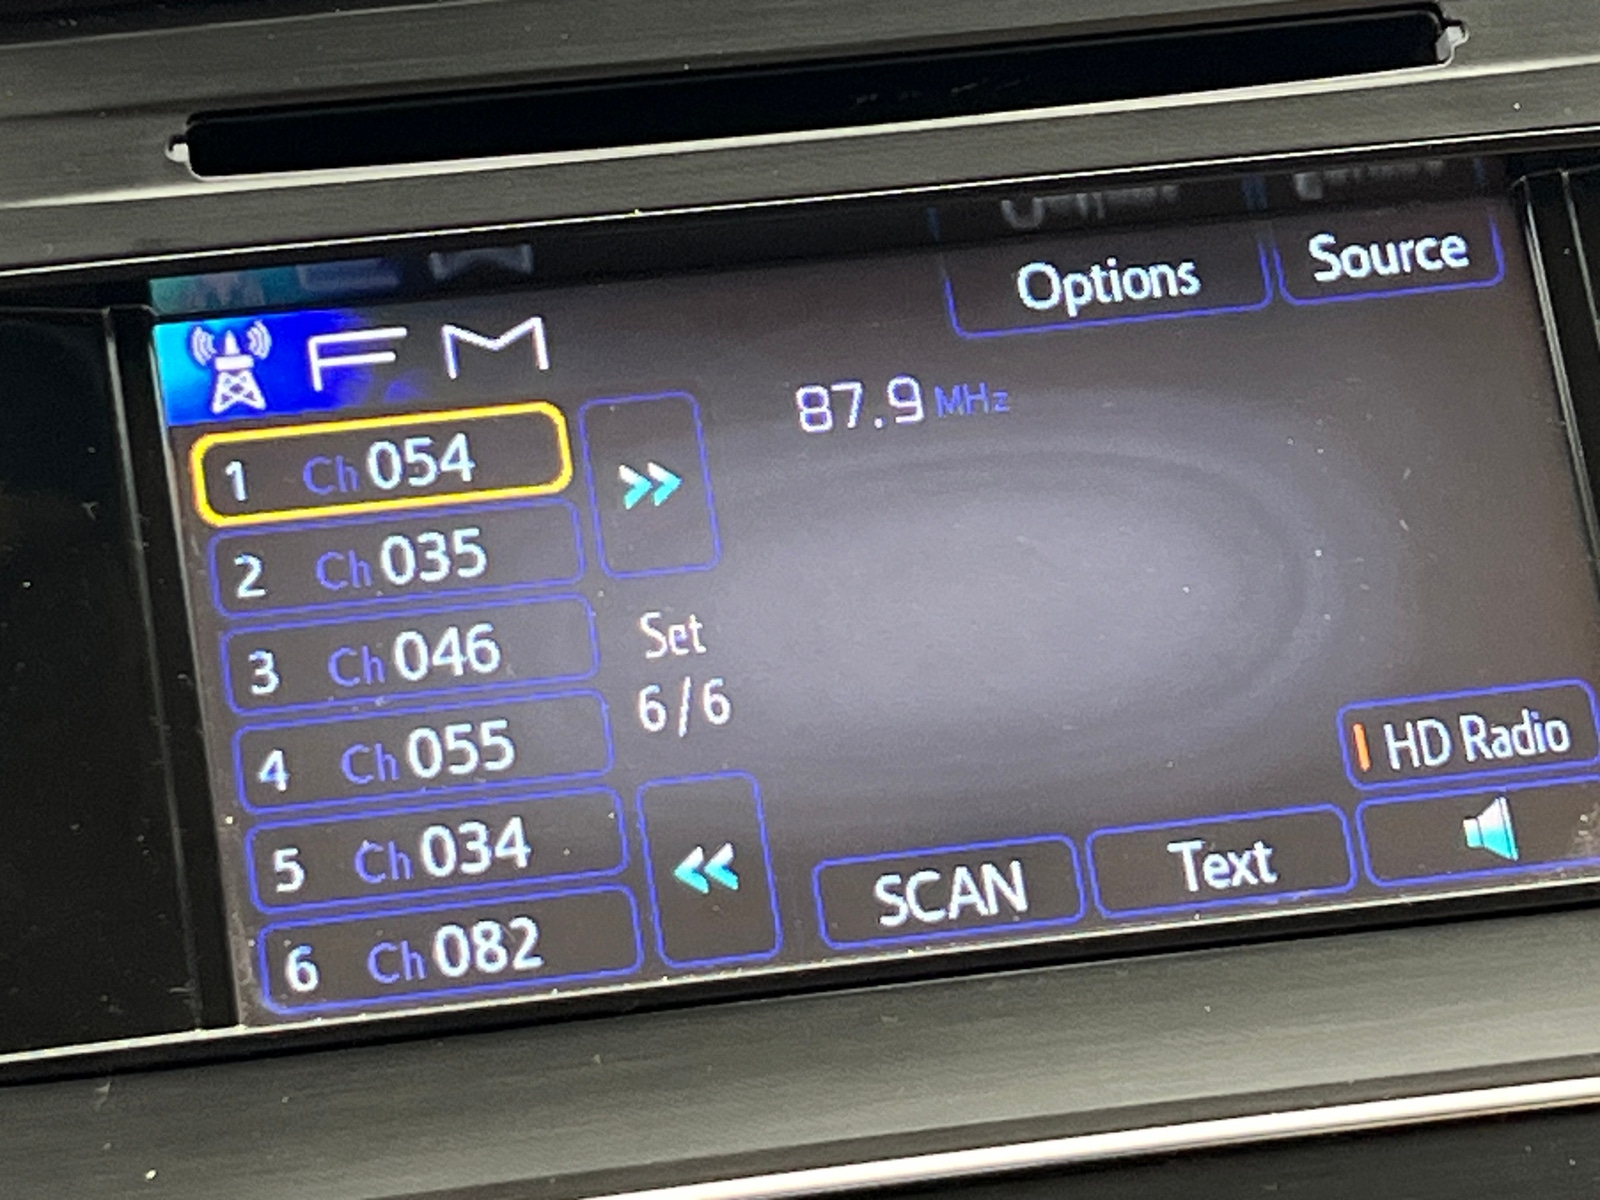 Options
Source
FM
87.9 MHz
1 Ch 054
2 Ch 035
3 Ch 046
4 Ch 055
5 Ch 034
6 Ch 082
Set
6/6
HD Radio
SCAN
Text